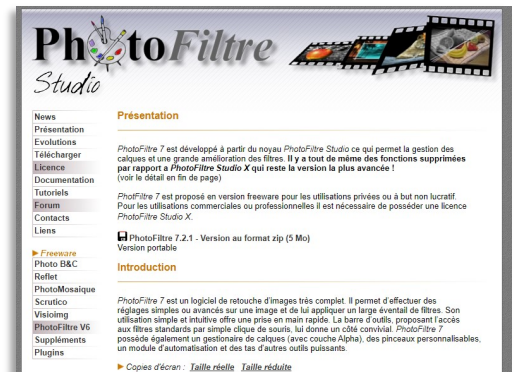 PhotoFiltre
Studio
News
Présentation
Evolutions
Télécharger
Licence
Documentation
Tutoriels
Forum
Contacts
Liens
Freeware
Photo B&C
Reflet
PhotoMosaique
Scrutico
Visioimg
PhotoFiltre V6
Suppléments
Plugins
Présentation
PhotoFiltre 7 est développé à partir du noyau PhotoFiltre Studio ce qui permet la gestion des
calques et une grande amélioration des filtres. Il y a tout de même des fonctions supprimées
par rapport a PhotoFiltre Studio X qui reste la version la plus avancée !
(voir le détail en fin de page)
PhotFiltre 7 est proposé en version freeware pour les utilisations privées ou à but non lucratif.
Pour les utilisations commerciales ou professionnelles il est nécessaire de posséder une licence
PhotoFiltre Studio X.
PhotoFiltre 7.2.1 - Version au format zip (5 Mo)
Version portable
Introduction
PhotoFiltre 7 est un logiciel de retouche d'images très complet. Il permet d'effectuer des
réglages simples ou avancés sur une image et de lui appliquer un large éventail de filtres. Son
utilisation simple et intuitive offre une prise en main rapide. La barre d'outils, proposant l'accès
aux filtres standards par simple clique de souris, lui donne un côté convivial. PhotoFiltre 7
possède également un gestionaire de calques (avec couche Alpha), des pinceaux personnalisables,
un module d'automatisation et des tas d'autres outils puissants.
Copies d'écran : Taille réelle Taille réduite